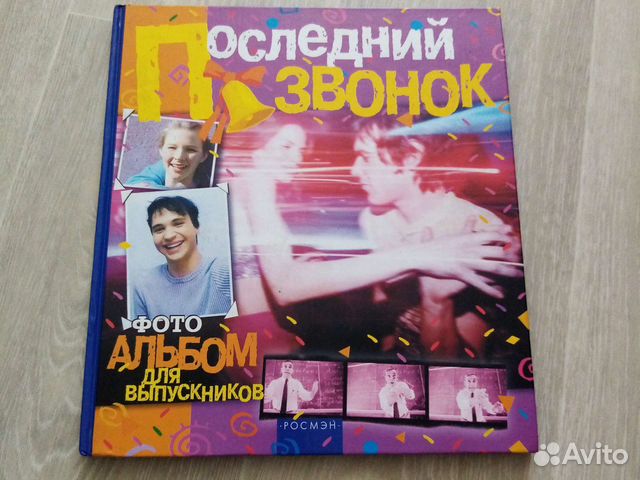 Последний
ЗВОНОК
ФОТО
АЛЬБОМ
ДЛЯ
ВЫПУСКНИКОВ
·РОСМЭН·
Avito